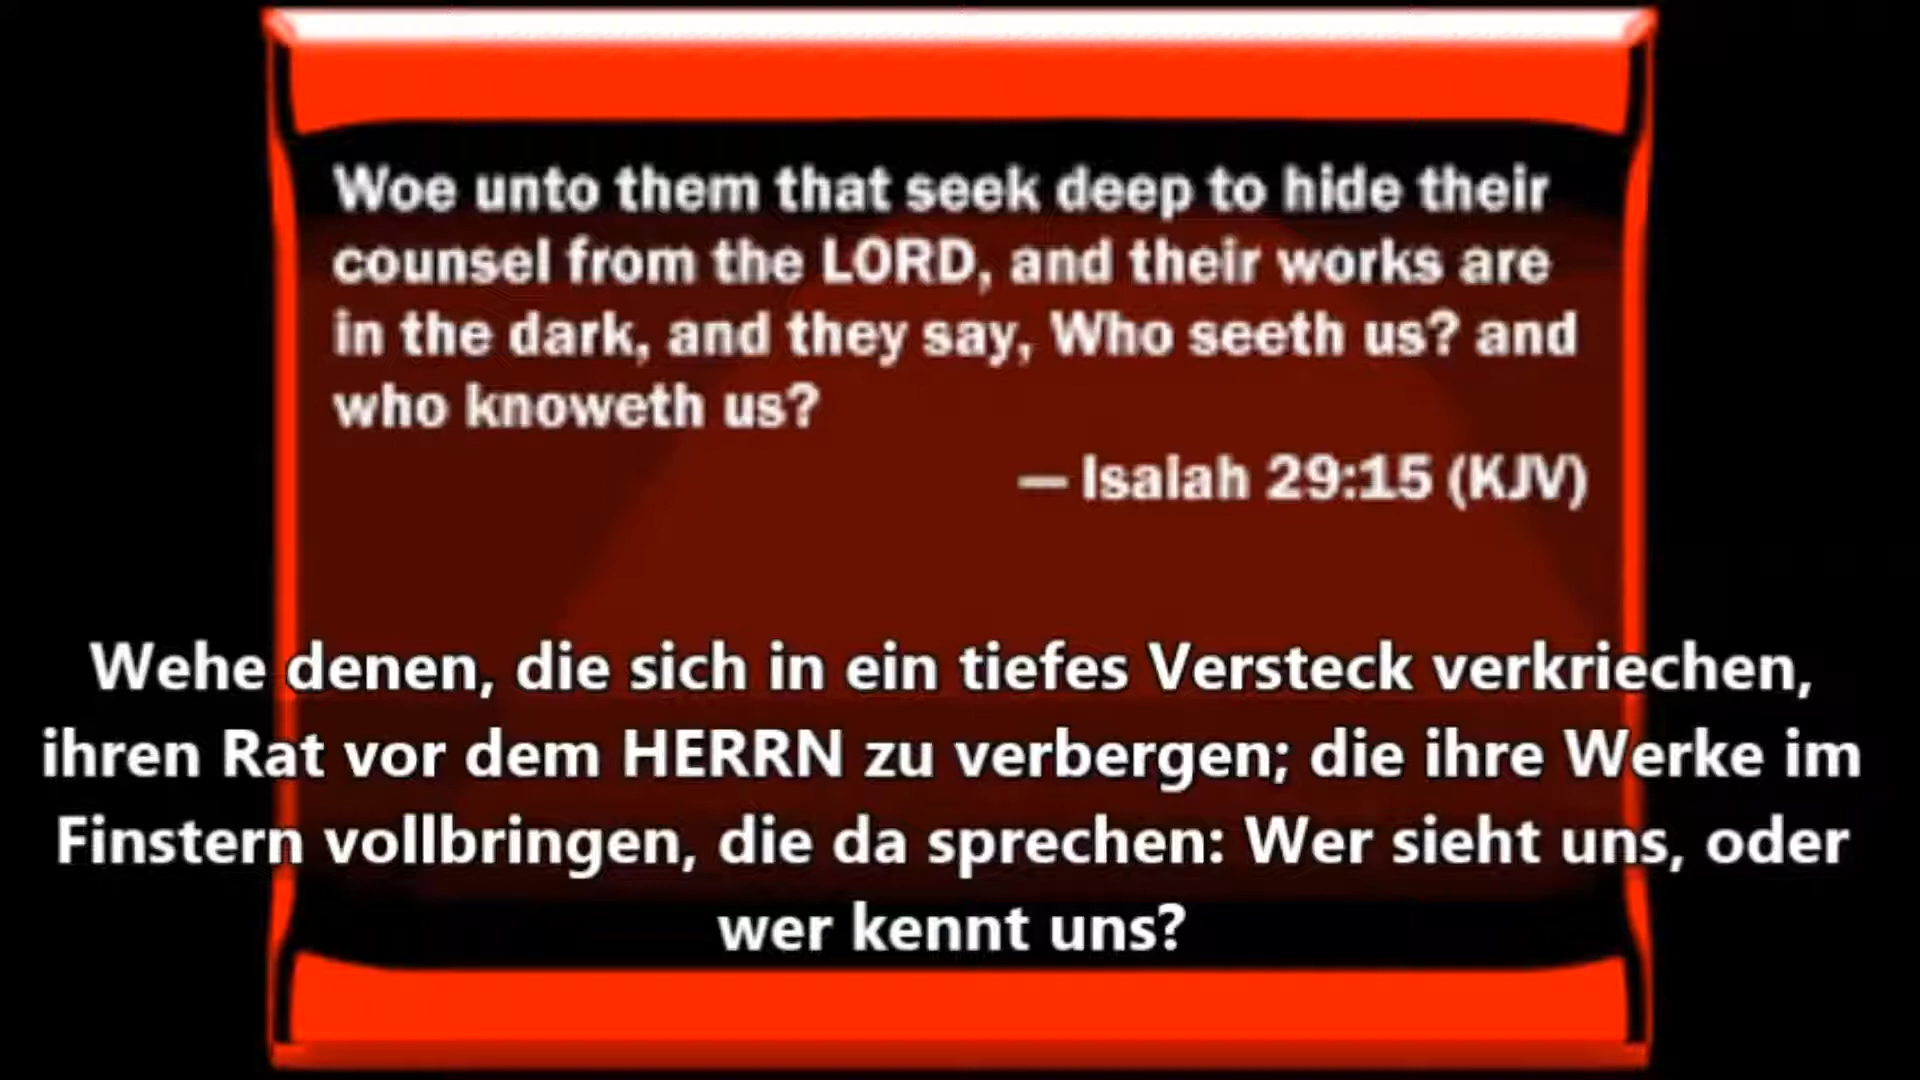 Woe unto them that seek deep to hide their
counsel from the LORD, and their works are
in the dark, and they say, Who seeth us? and
who knoweth us?
— Isaiah 29:15 (KJV)
Wehe denen, die sich in ein tiefes Versteck verkriechen,
ihren Rat vor dem HERRN zu verbergen; die ihre Werke im
Finstern vollbringen, die da sprechen: Wer sieht uns, oder
wer kennt uns?